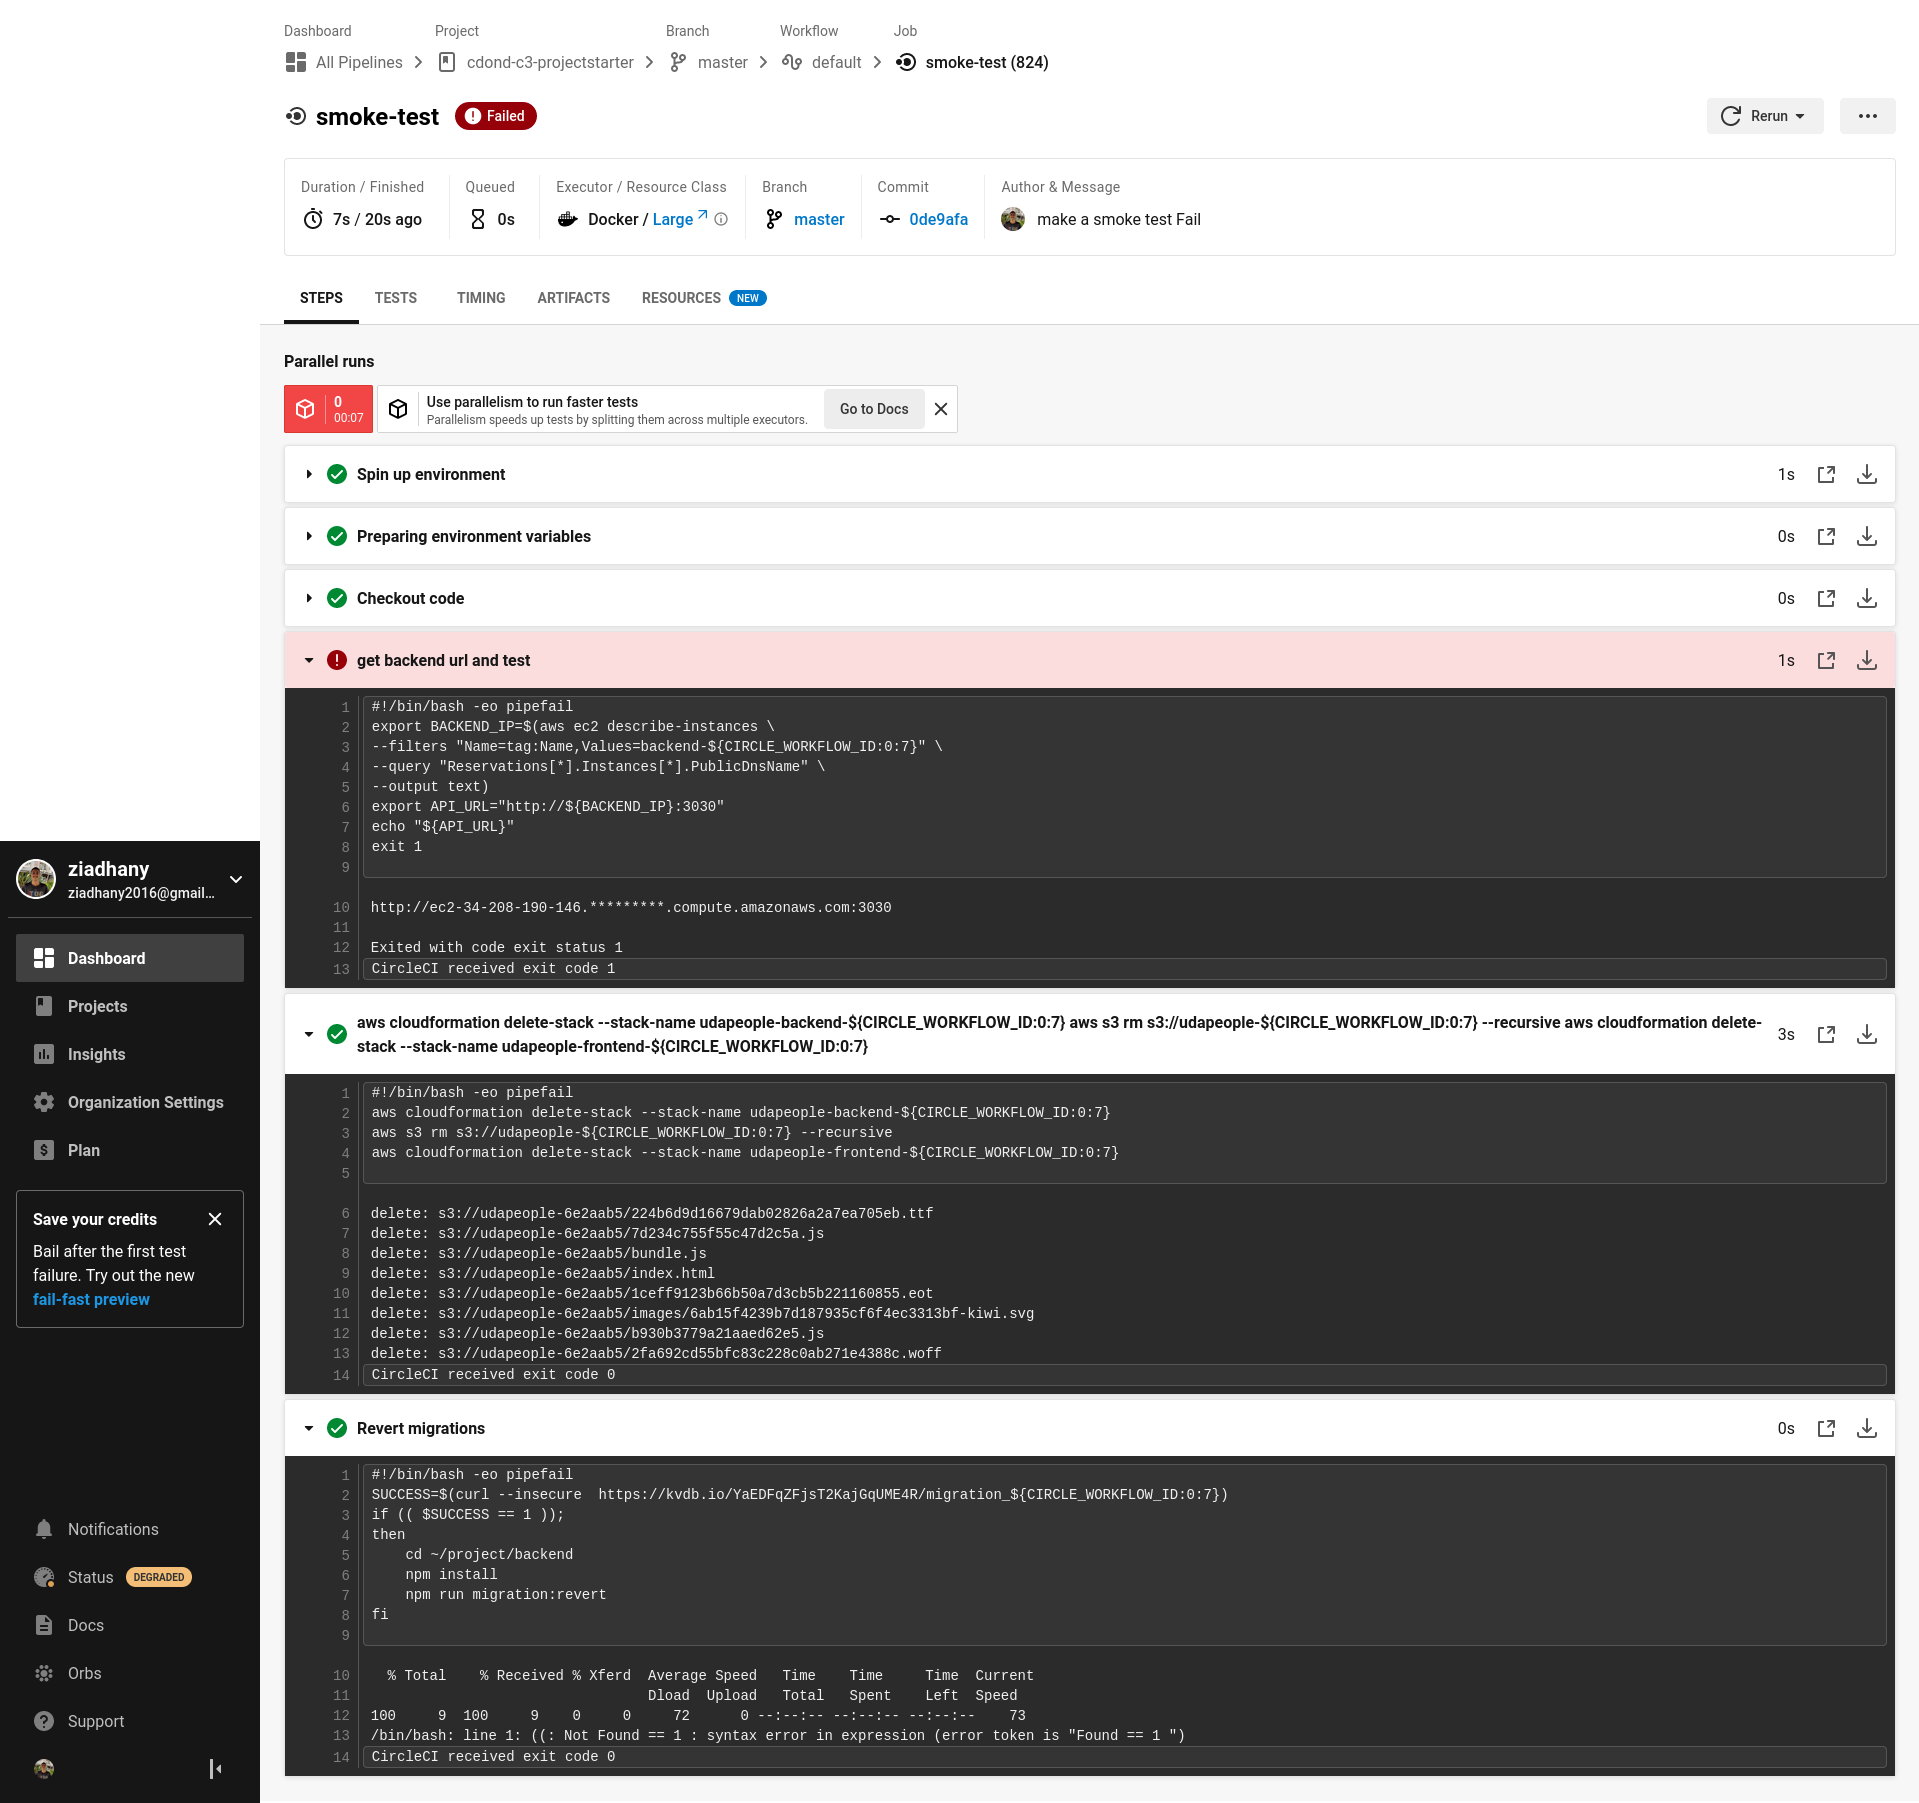 Dashboard
All Pipelines
Project
cdond-c3-projectstarter
Branch
master
Workflow
default
Job
smoke-test (824)
smoke-test
Failed
Rerun
Duration / Finished
7s / 20s ago
Queued
0s
Executor / Resource Class
Docker / Large
Branch
master
Commit
0de9afa
Author & Message
make a smoke test Fail
STEPS
TESTS
TIMING
ARTIFACTS
RESOURCES
NEW
Parallel runs
0
00:07
Use parallelism to run faster tests
Parallelism speeds up tests by splitting them across multiple executors.
Go to Docs
Spin up environment
1s
Preparing environment variables
0s
Checkout code
0s
get backend url and test
1s
1 #!/bin/bash -eo pipefail
2 export BACKEND_IP=$(aws ec2 describe-instances \
3 --filters "Name=tag:Name,Values=backend-${CIRCLE_WORKFLOW_ID:0:7}" \
4 --query "Reservations[*].Instances[*].PublicDnsName" \
5 --output text)
6 export API_URL="http://${BACKEND_IP}:3030"
7 echo "${API_URL}"
8 exit 1
9
10 http://ec2-34-208-190-146.*********.compute.amazonaws.com:3030
11
12 Exited with code exit status 1
13 CircleCI received exit code 1
aws cloudformation delete-stack --stack-name udapeople-backend-${CIRCLE_WORKFLOW_ID:0:7} aws s3 rm s3://udapeople-${CIRCLE_WORKFLOW_ID:0:7} --recursive aws cloudformation delete-
stack --stack-name udapeople-frontend-${CIRCLE_WORKFLOW_ID:0:7}
3s
1 #!/bin/bash -eo pipefail
2 aws cloudformation delete-stack --stack-name udapeople-backend-${CIRCLE_WORKFLOW_ID:0:7}
3 aws s3 rm s3://udapeople-${CIRCLE_WORKFLOW_ID:0:7} --recursive
4 aws cloudformation delete-stack --stack-name udapeople-frontend-${CIRCLE_WORKFLOW_ID:0:7}
5
6 delete: s3://udapeople-6e2aab5/224b6d9d16679dab02826a2a7ea705eb.ttf
7 delete: s3://udapeople-6e2aab5/7d234c755f55c47d2c5a.js
8 delete: s3://udapeople-6e2aab5/bundle.js
9 delete: s3://udapeople-6e2aab5/index.html
10 delete: s3://udapeople-6e2aab5/1ceff9123b66b50a7d3cb5b221160855.eot
11 delete: s3://udapeople-6e2aab5/images/6ab15f4239b7d187935cf6f4ec3313bf-kiwi.svg
12 delete: s3://udapeople-6e2aab5/b930b3779a21aaed62e5.js
13 delete: s3://udapeople-6e2aab5/2fa692cd55bfc83c228c0ab271e4388c.woff
14 CircleCI received exit code 0
Revert migrations
0s
1 #!/bin/bash -eo pipefail
2 SUCCESS=$(curl --insecure  https://kvdb.io/YaEDFqZFjsT2KajGqUME4R/migration_${CIRCLE_WORKFLOW_ID:0:7})
3 if (( $SUCCESS == 1 ));
4 then
5     cd ~/project/backend
6     npm install
7     npm run migration:revert
8 fi
9
10   % Total    % Received % Xferd  Average Speed   Time    Time     Time  Current
11                                  Dload  Upload   Total   Spent    Left  Speed
12 100     9  100     9    0     0     72      0 --:--:-- --:--:-- --:--:--    73
13 /bin/bash: line 1: ((: Not Found == 1 : syntax error in expression (error token is "Found == 1 ")
14 CircleCI received exit code 0
ziadhany
ziadhany2016@gmail...
Dashboard
Projects
Insights
Organization Settings
Plan
Save your credits
Bail after the first test
failure. Try out the new
fail-fast preview
Notifications
Status
DEGRADED
Docs
Orbs
Support